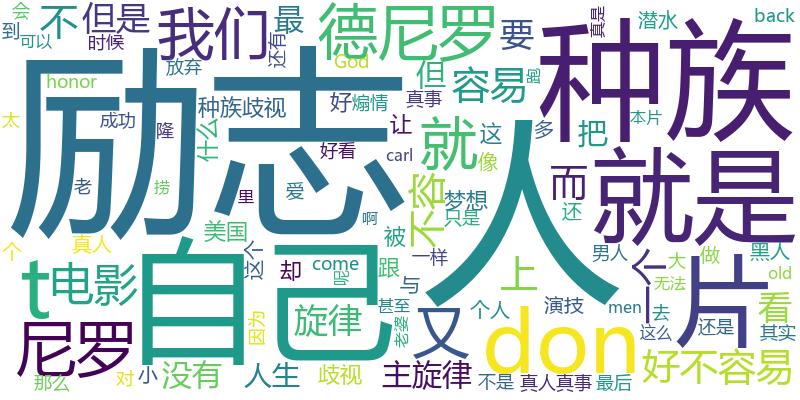 会
不
但是
我们
最
德尼罗
要
真是
潜水
back
到
可以
时候
放弃
还有
God
但
容易
种族
太
honor
励志
种族歧视
好
煽情
真事
就
让
这
多
把
本片
成功
隆
什么
好看
carl
像
人
就是
老
捞
里
爱
不容
梦想
而
还
个
真人
美国
啊
被
只是
一样
男人
大
做
黑人
t
电影
自己
这个
却
come
呢
跟
与
上
个
片
old
无法
尼罗
因为
旋律
甚至
老婆
又
个人
演技
men
去
这么
还是
看
其实
don
那么
对
小
没有
人生
歧视
主旋律
不是
真人真事
最后
好不容易